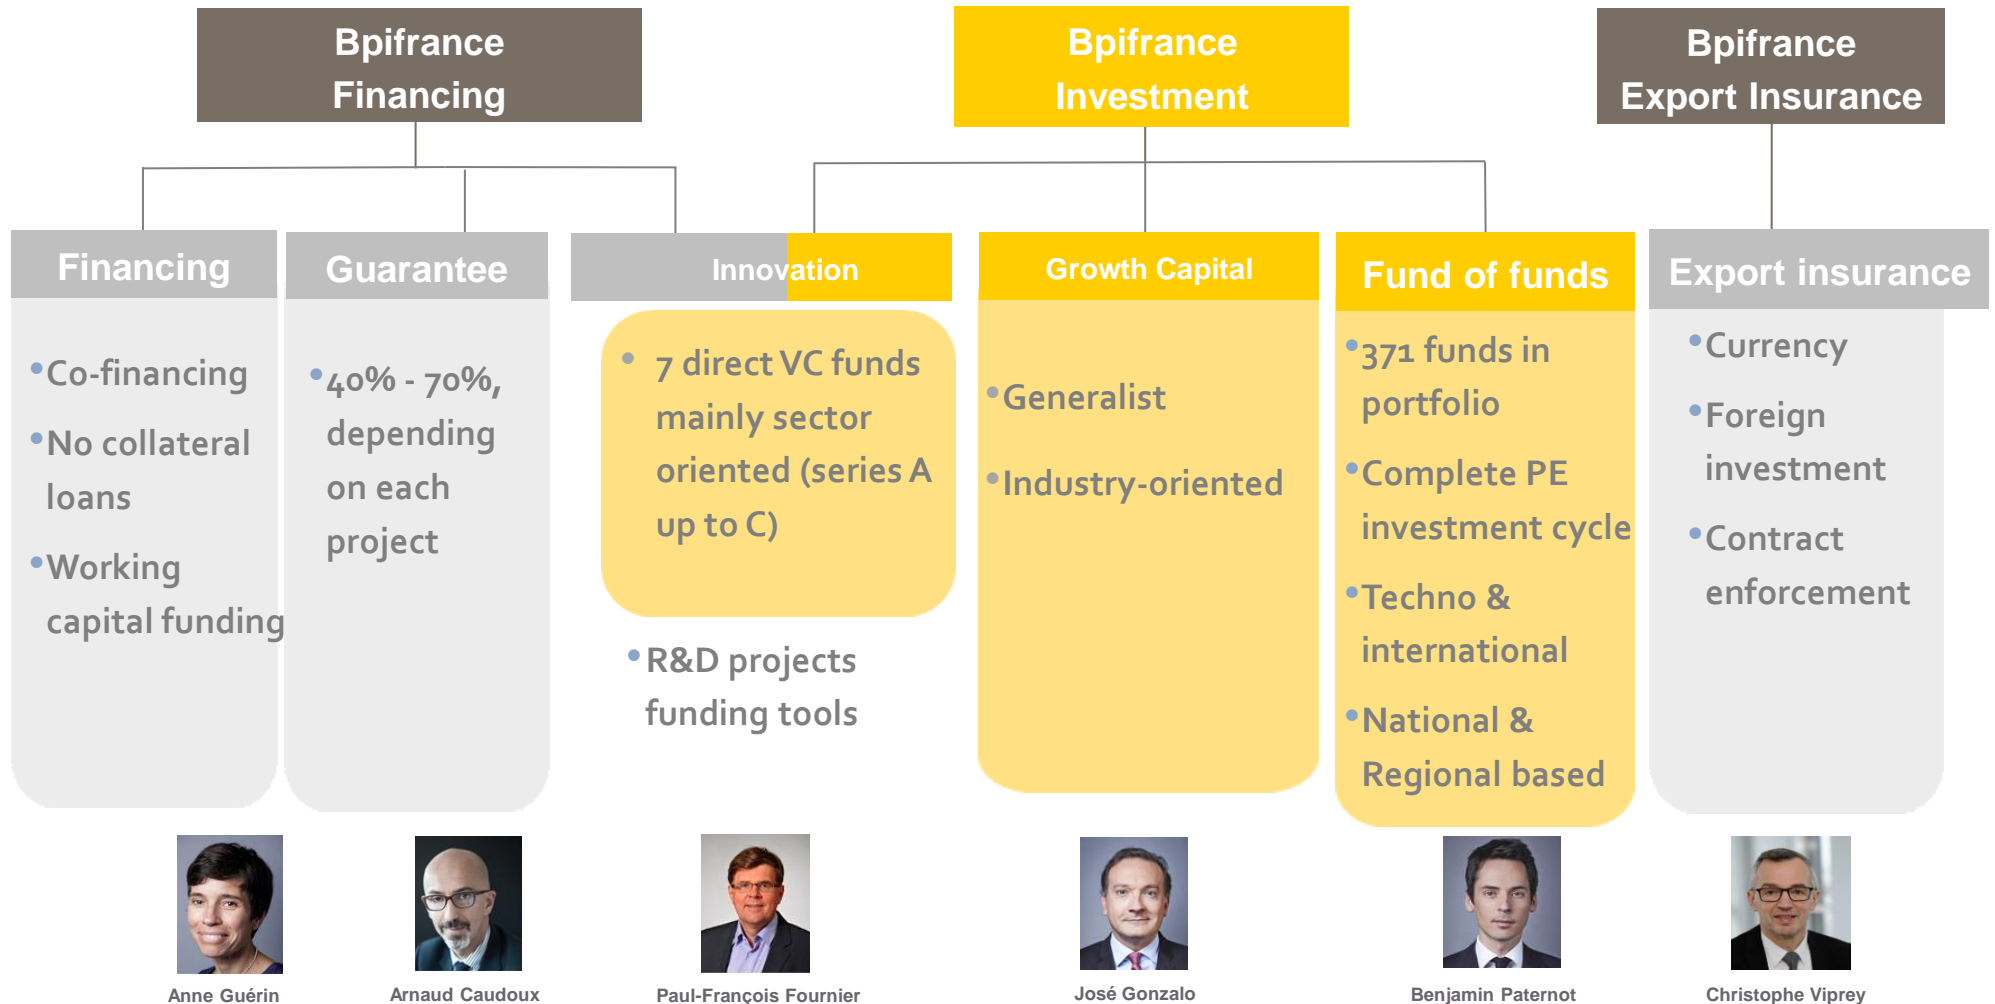 Bpifrance
Financing
Bpifrance
Investment
Bpifrance
Export Insurance
Financing
•Co-financing
•No collateral
loans
•Working
capital funding
Guarantee
•40% - 70%,
depending
on each
project
Innovation
• 7 direct VC funds
mainly sector
oriented (series A
up to C)
•R&D projects
funding tools
Growth Capital
•Generalist
•Industry-oriented
Fund of funds
•371 funds in
portfolio
•Complete PE
investment cycle
•Techno &
international
•National &
Regional based
Export insurance
•Currency
•Foreign
investment
•Contract
enforcement
Anne Guérin
Arnaud Caudoux
Paul-François Fournier
José Gonzalo
Benjamin Paternot
Christophe Viprey